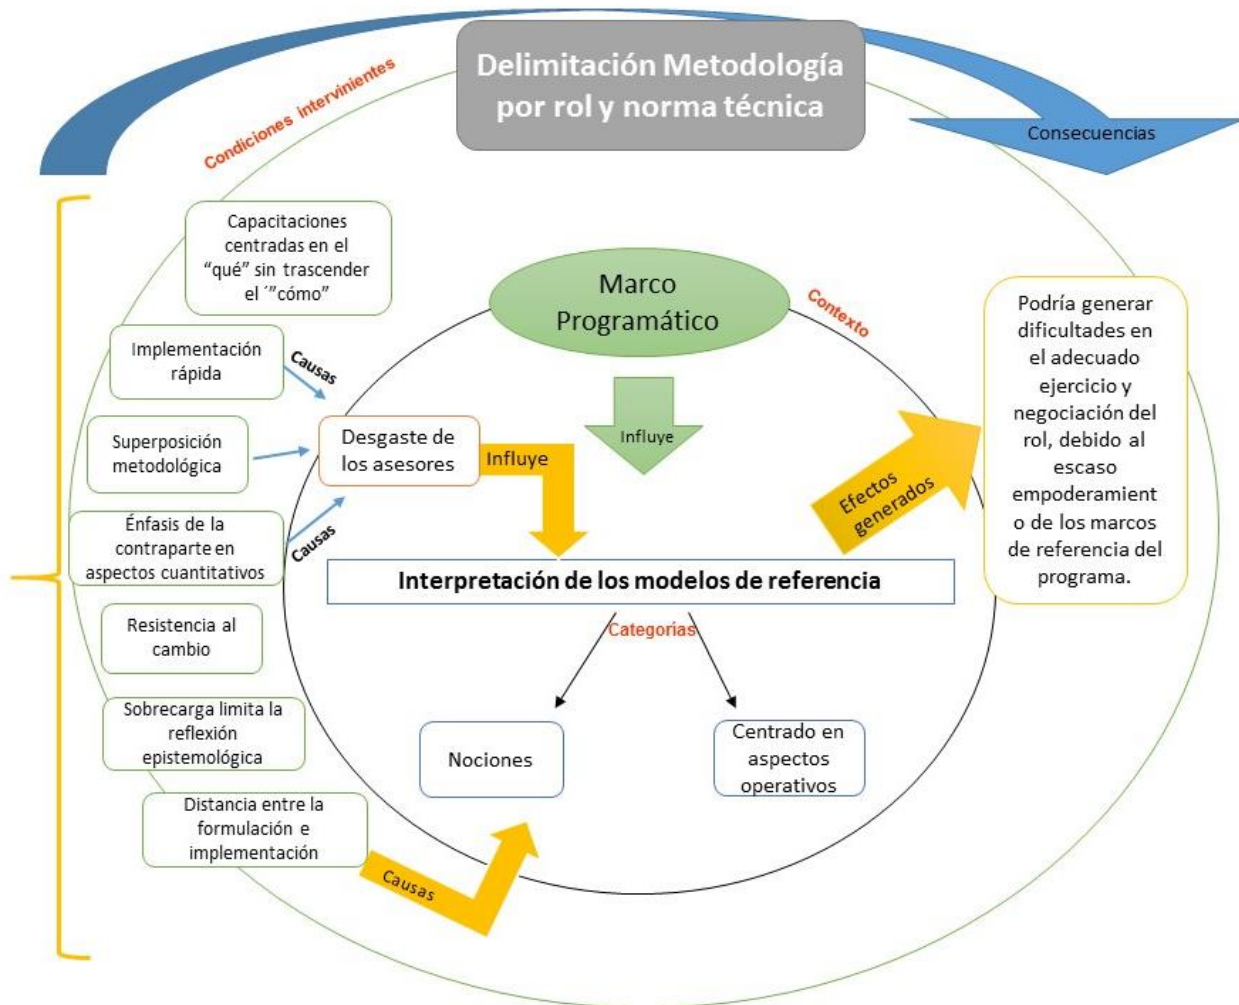 Delimitación Metodología
por rol y norma técnica
Condiciones intervinientes
Consecuencias
Capacitaciones
centradas en el
“qué” sin trascender
el ´”cómo”
Marco
Programático
Contexto
Podría generar
dificultades en
el adecuado
ejercicio y
negociación del
rol, debido al
escaso
empoderamient
o de los marcos
de referencia del
programa.
Implementación
rápida
Causas
Superposición
metodológica
Desgaste de
los asesores
Influye
Influye
Efectos
generados
Énfasis de la
contraparte en
aspectos cuantitativos
Causas
Interpretación de los modelos de referencia
Resistencia al
cambio
Categorías
Sobrecarga limita la
reflexión
epistemológica
Nociones
Centrado en
aspectos
operativos
Distancia entre la
formulación e
implementación
Causas